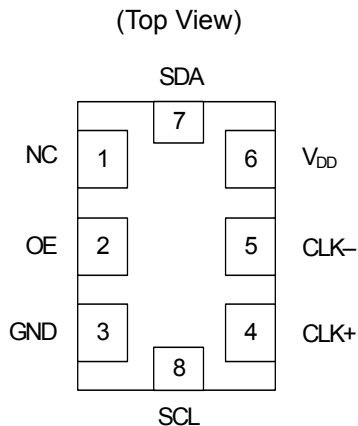 (Top View)
SDA
7
NC 1 6 VDD
OE 2 5 CLK–
GND 3 4 CLK+
8
SCL